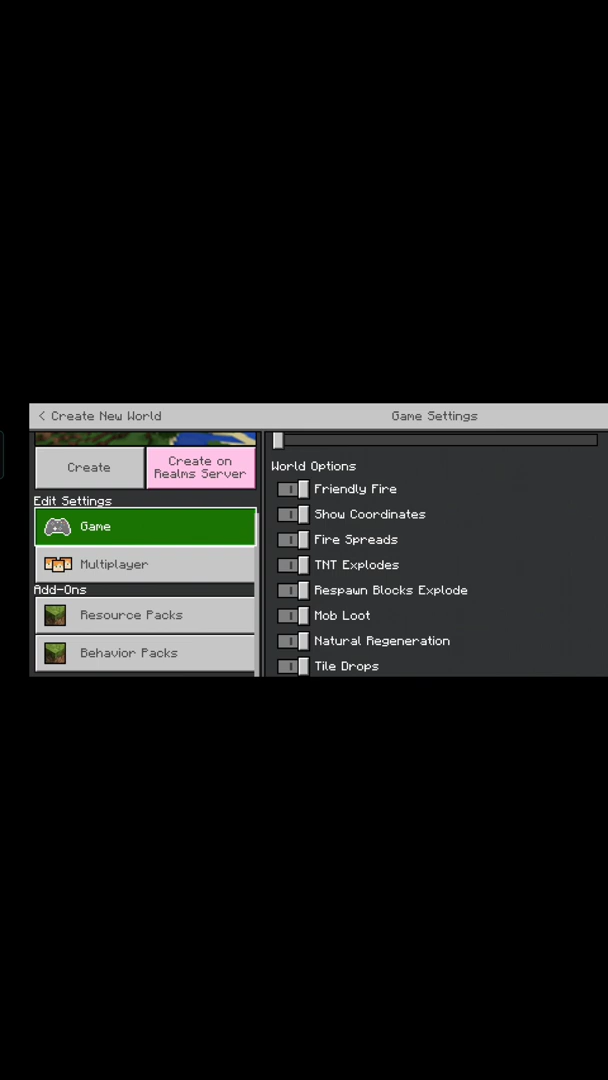 < Create New World
Game Settings
Create
Create on
Realms Server
Edit Settings
Game
Multiplayer
Add-Ons
Resource Packs
Behavior Packs
World Options
Friendly Fire
Show Coordinates
Fire Spreads
TNT Explodes
Respawn Blocks Explode
Mob Loot
Natural Regeneration
Tile Drops